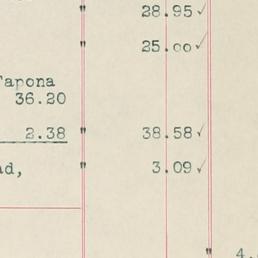 " 28.95 ✓
" 25.00 ✓
Tapona
36.20
2.38 " 38.58 ✓
ad, " 3.09 ✓
" 4.